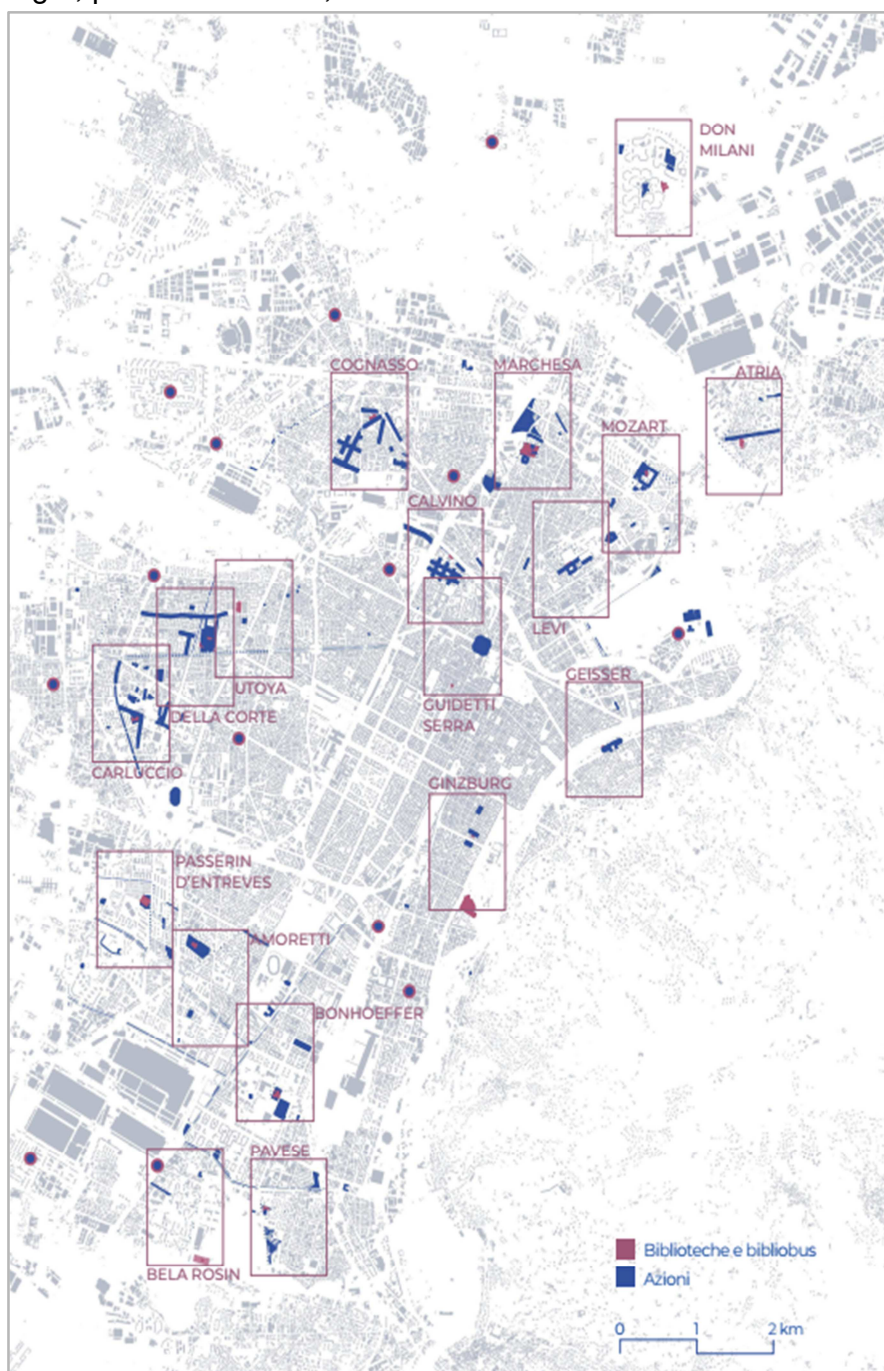 DON
MILANI
COGNASSO
MARCHESA
ATRIA
MOZART
CALVINO
LEVI
UTOYA
DELLA CORTE
GUIDETTI
SERRA
GEISSER
CARLUCCIO
GINZBURG
PASSERIN
D'ENTREVES
AMORETTI
BONHOEFFER
PAVESE
BELA ROSIN
Biblioteche e bibliobus
Azioni
0 1 2 km